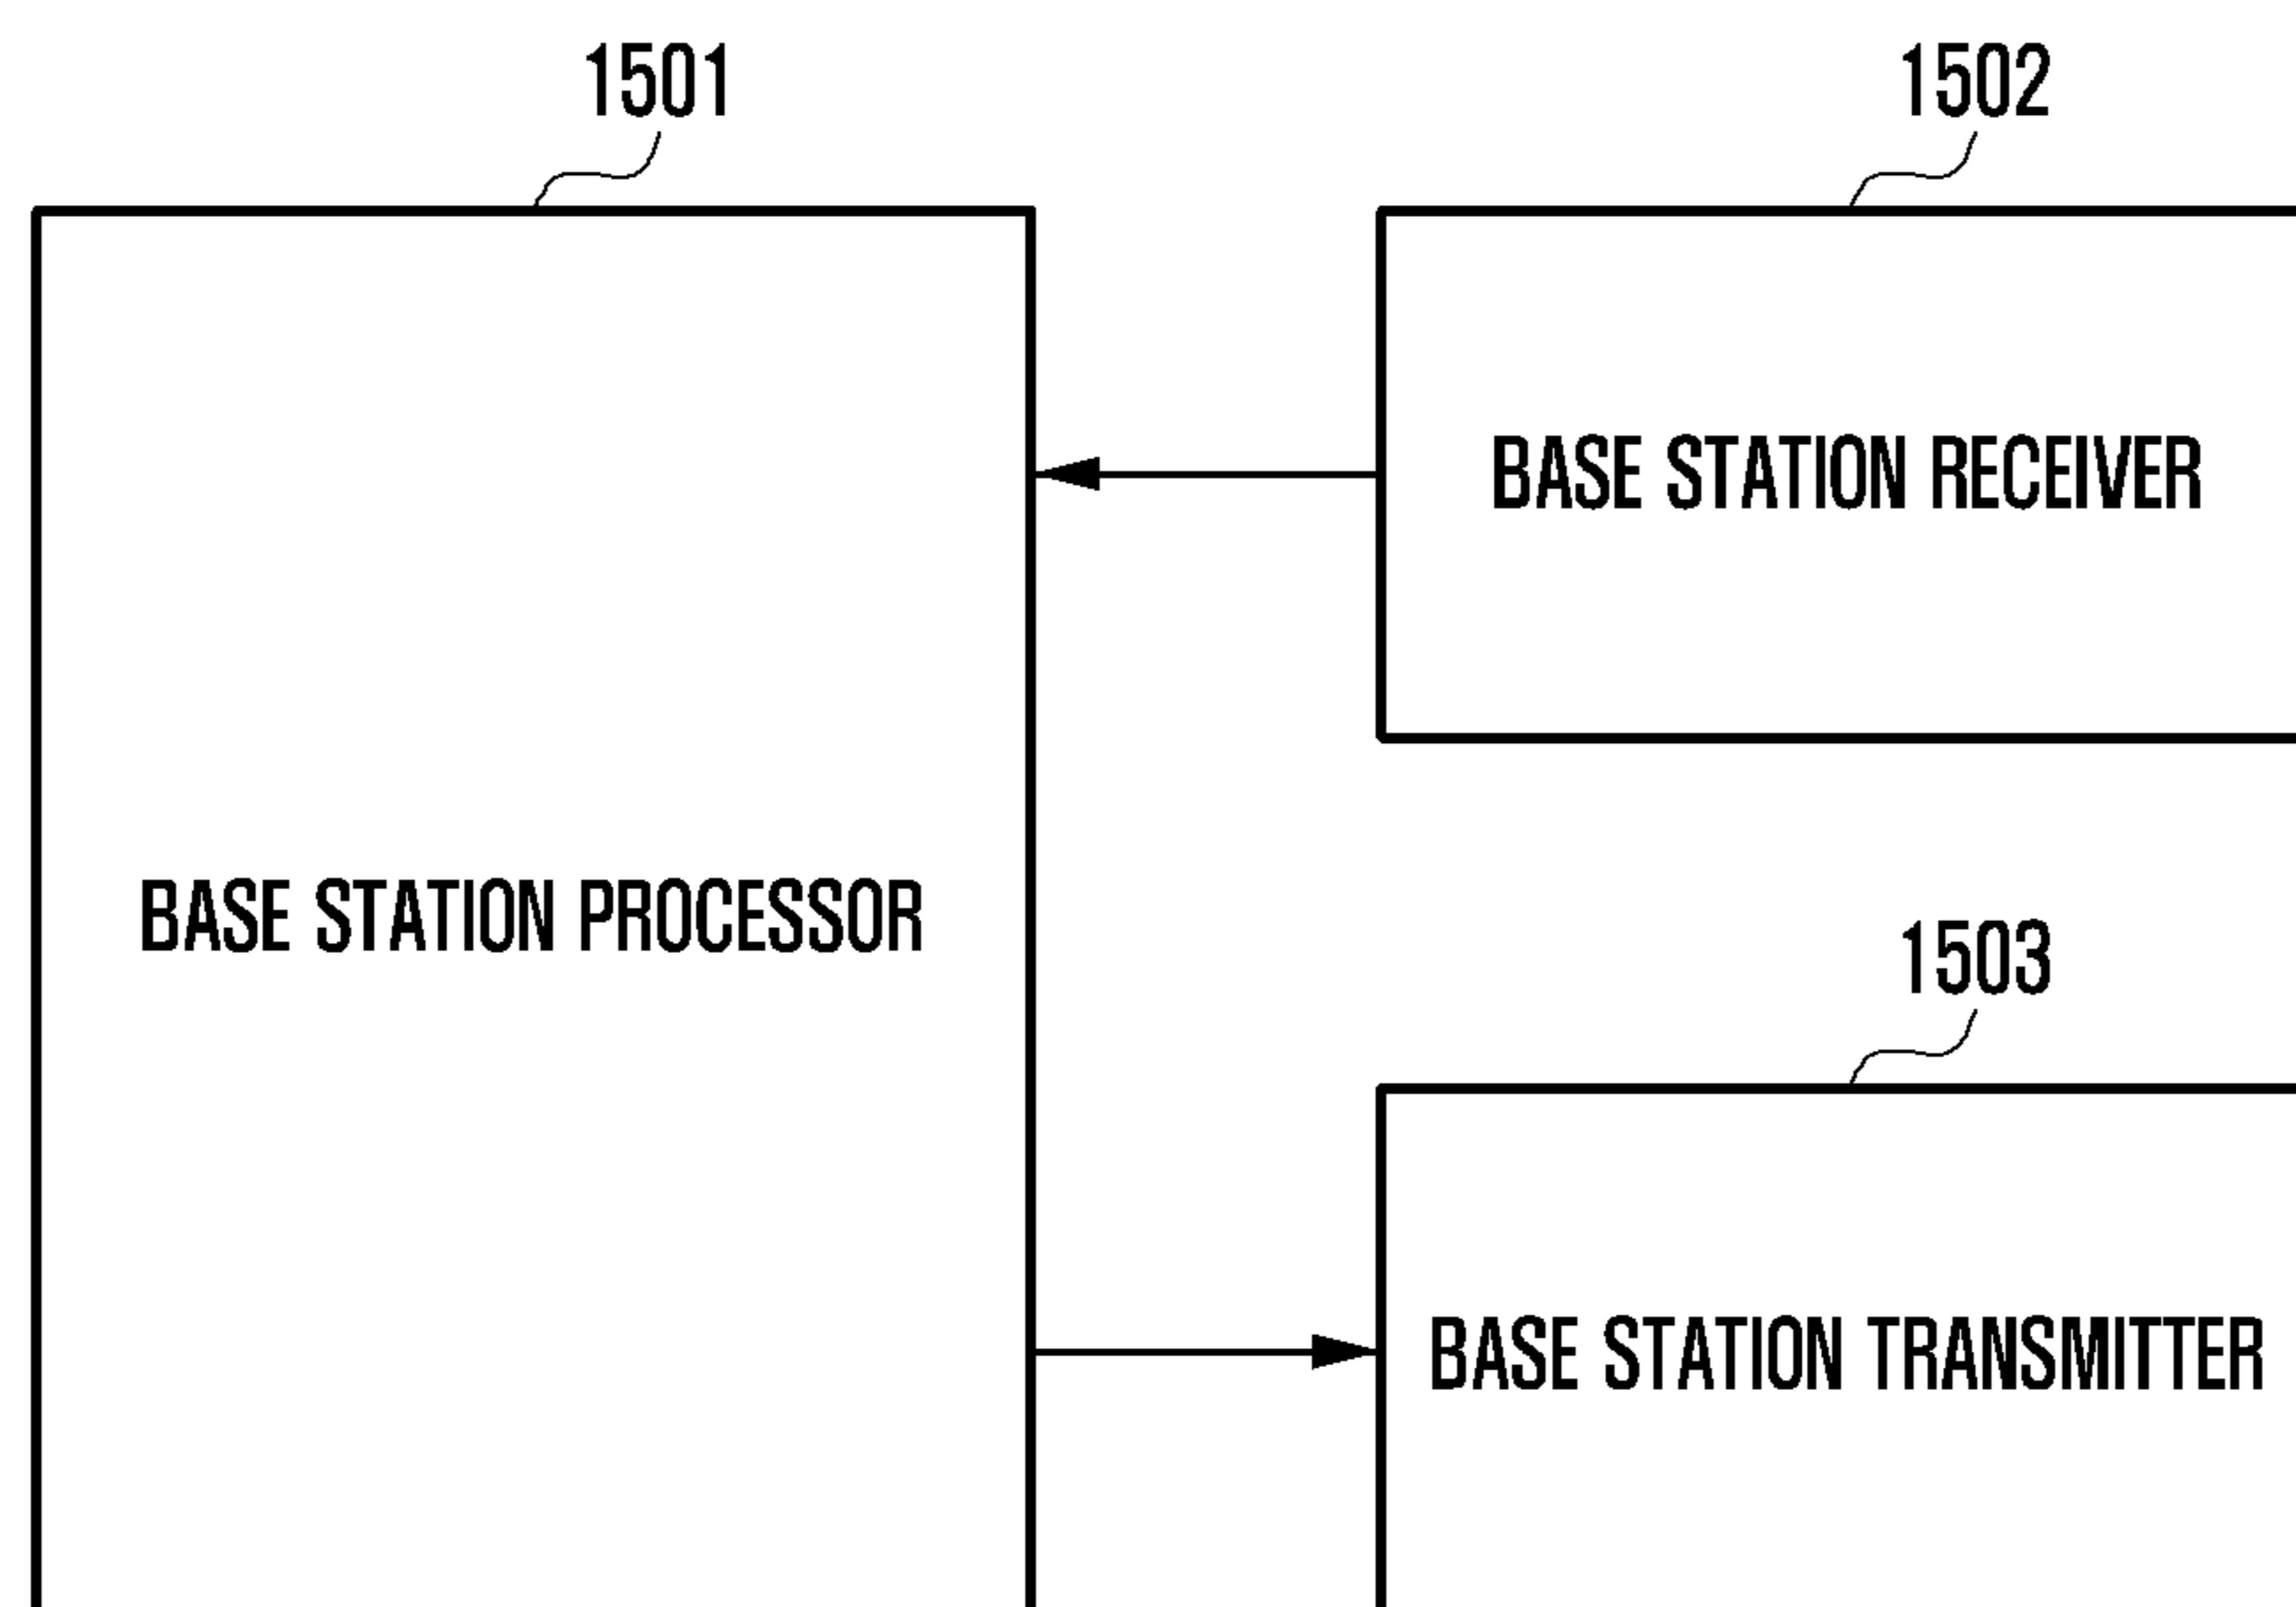 1501
1502
BASE STATION RECEIVER
BASE STATION PROCESSOR
1503
BASE STATION TRANSMITTER